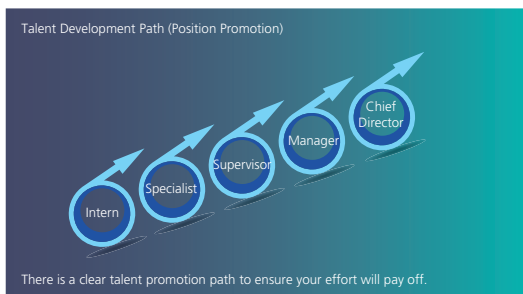 Talent Development Path (Position Promotion)
Intern
Specialist
Supervisor
Manager
Chief
Director
There is a clear talent promotion path to ensure your effort will pay off.